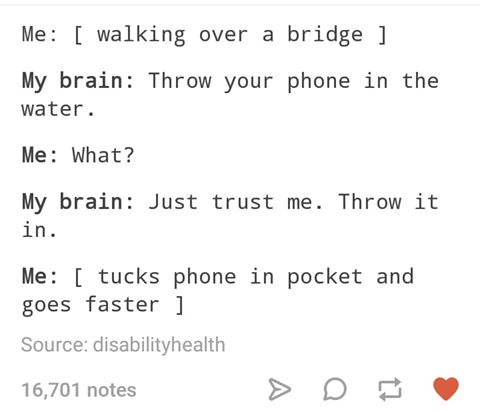 Me: [ walking over a bridge ]
My brain: Throw your phone in the
water.
Me: What?
My brain: Just trust me. Throw it
in.
Me: [ tucks phone in pocket and
goes faster ]
Source: disabilityhealth
16,701 notes